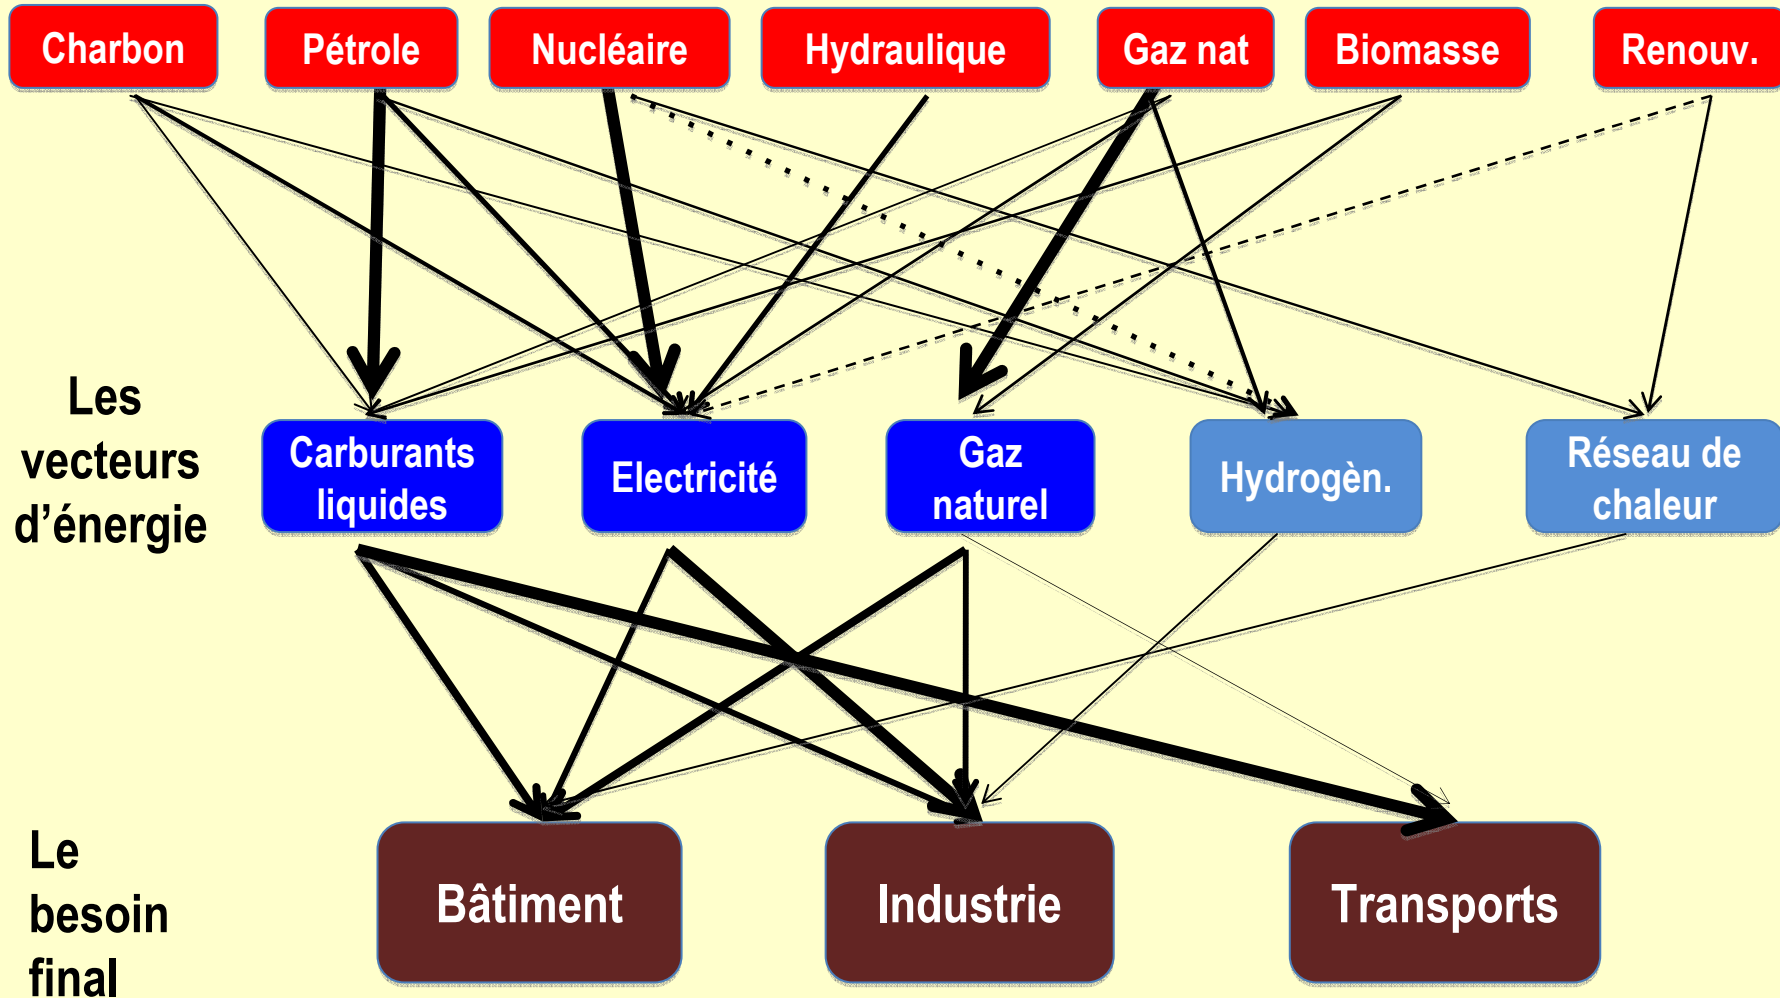 Charbon
Pétrole
Nucléaire
Hydraulique
Gaz nat
Biomasse
Renouv.
Les
vecteurs
d’énergie
Carburants
liquides
Electricité
Gaz
naturel
Hydrogèn.
Réseau de
chaleur
Le
besoin
final
Bâtiment
Industrie
Transports